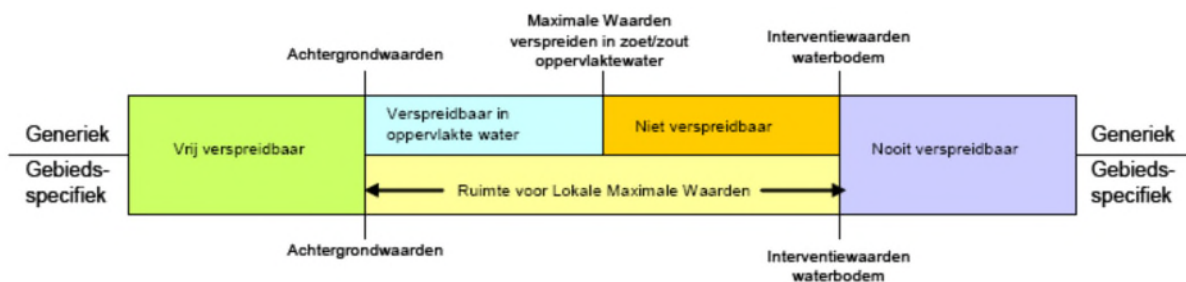 Maximale Waarden
verspreiden in zoet/zout
oppervlaktewater
Achtergrondwaarden
Interventiewaarden
waterbodem
Generiek
Gebieds-
specifiek
Vrij verspreidbaar
Verspreidbaar in
oppervlakte water
Niet verspreidbaar
Nooit verspreidbaar
Ruimte voor Lokale Maximale Waarden
Generiek
Gebieds-
specifiek
Achtergrondwaarden
Interventiewaarden
waterbodem